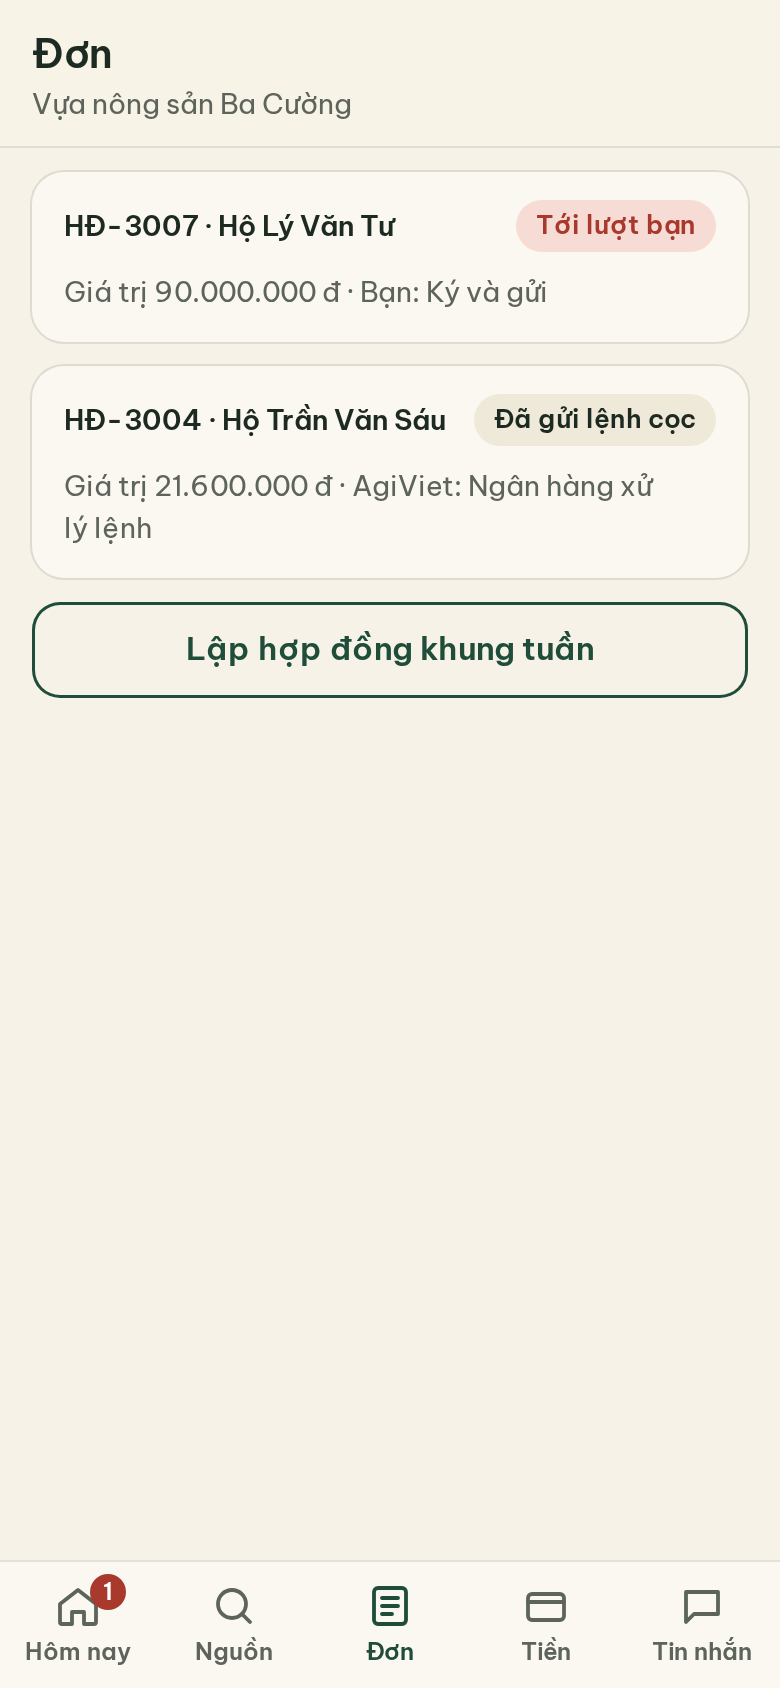 Đơn
Vựa nông sản Ba Cường
HĐ-3007 · Hộ Lý Văn Tư
Tới lượt bạn
Giá trị 90.000.000 đ · Bạn: Ký và gửi
HĐ-3004 · Hộ Trần Văn Sáu
Đã gửi lệnh cọc
Giá trị 21.600.000 đ · AgiViet: Ngân hàng xử
lý lệnh
Lập hợp đồng khung tuần
1
Hôm nay
Nguồn
Đơn
Tiền
Tin nhắn